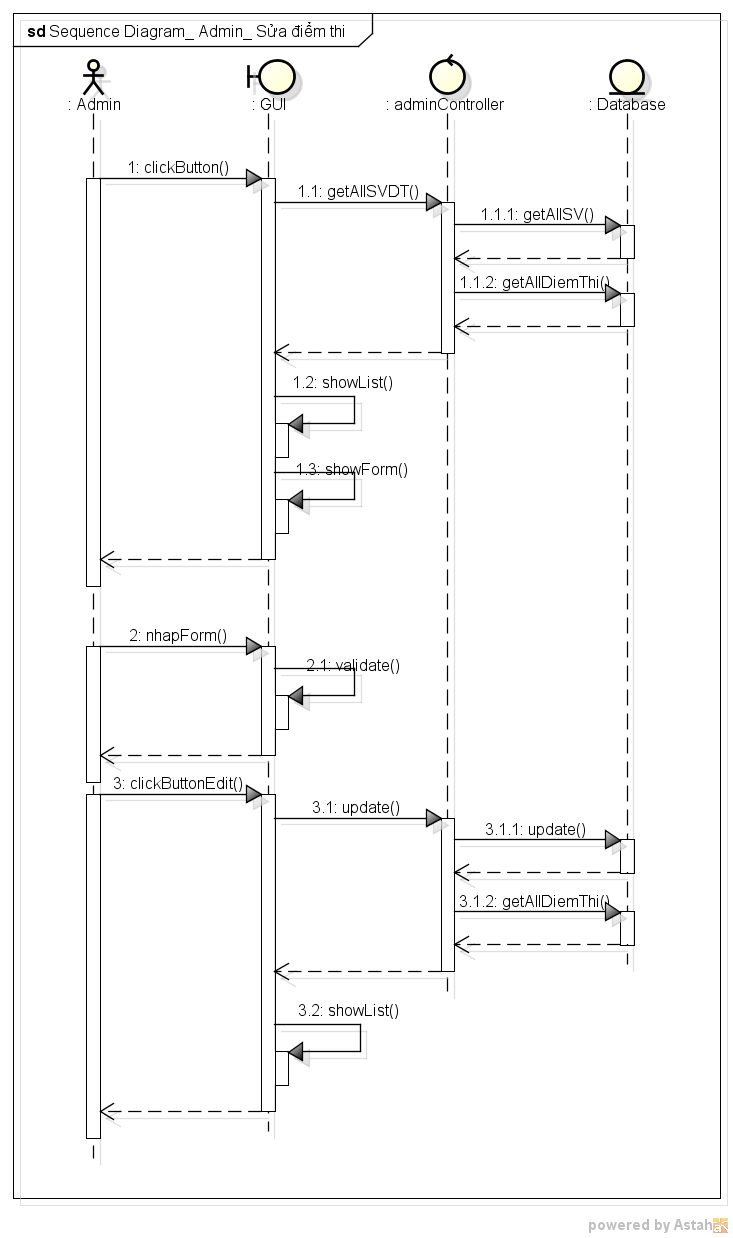 sd Sequence Diagram_ Admin_ Sửa điểm thi
: Admin
: GUI
: adminController
: Database
1: clickButton()
1.1: getAllSVDT()
1.1.1: getAllSV()
1.1.2: getAllDiemThi()
1.2: showList()
1.3: showForm()
2: nhapForm()
2.1: validate()
3: clickButtonEdit()
3.1: update()
3.1.1: update()
3.1.2: getAllDiemThi()
3.2: showList()
powered by Astah